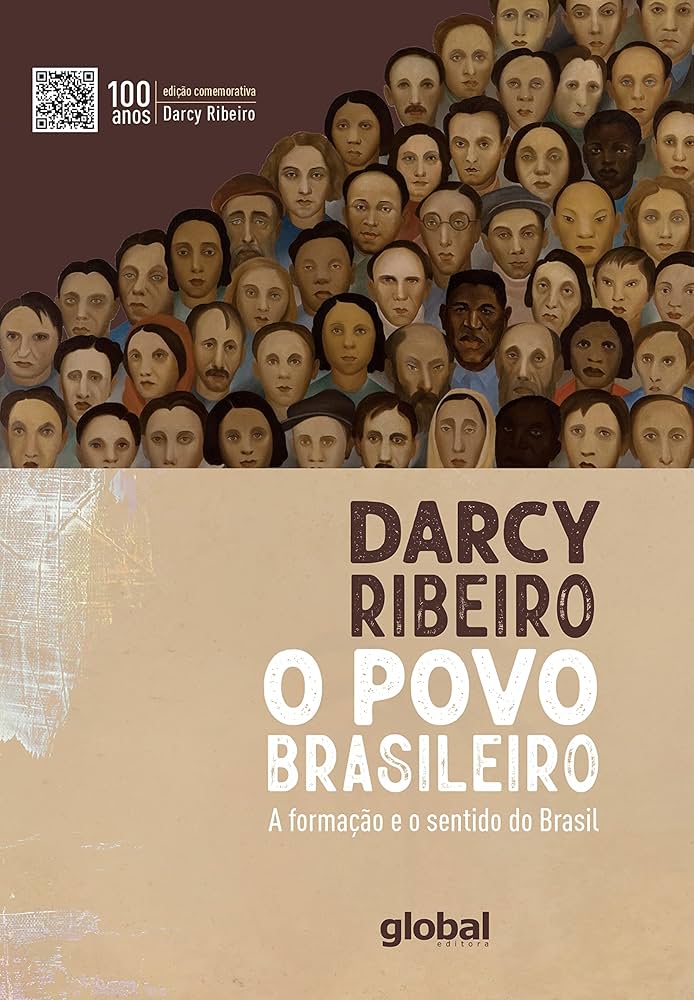 100
anos
edição comemorativa
Darcy Ribeiro
DARCY
RIBEIRO
O POVO
BRASILEIRO
A formação e o sentido do Brasil
global
editora